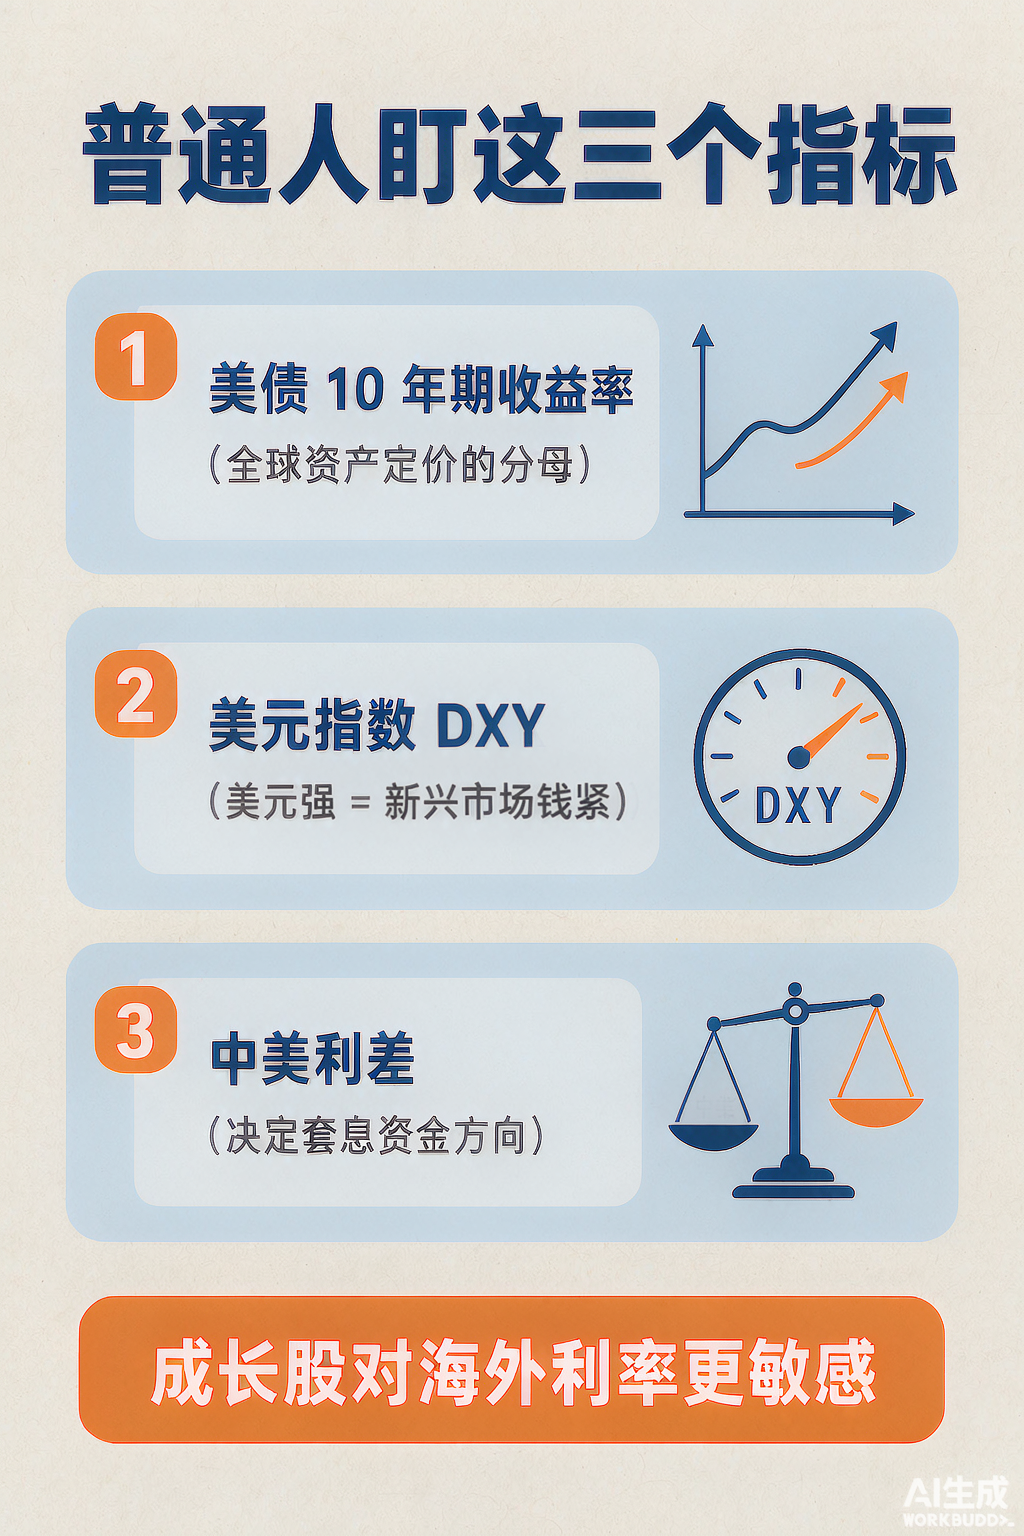 普通人盯这三个指标
1
美债 10 年期收益率
（全球资产定价的分母）
2
美元指数 DXY
（美元强 = 新兴市场钱紧）
DXY
3
中美利差
（决定套息资金方向）
成长股对海外利率更敏感
AI生成